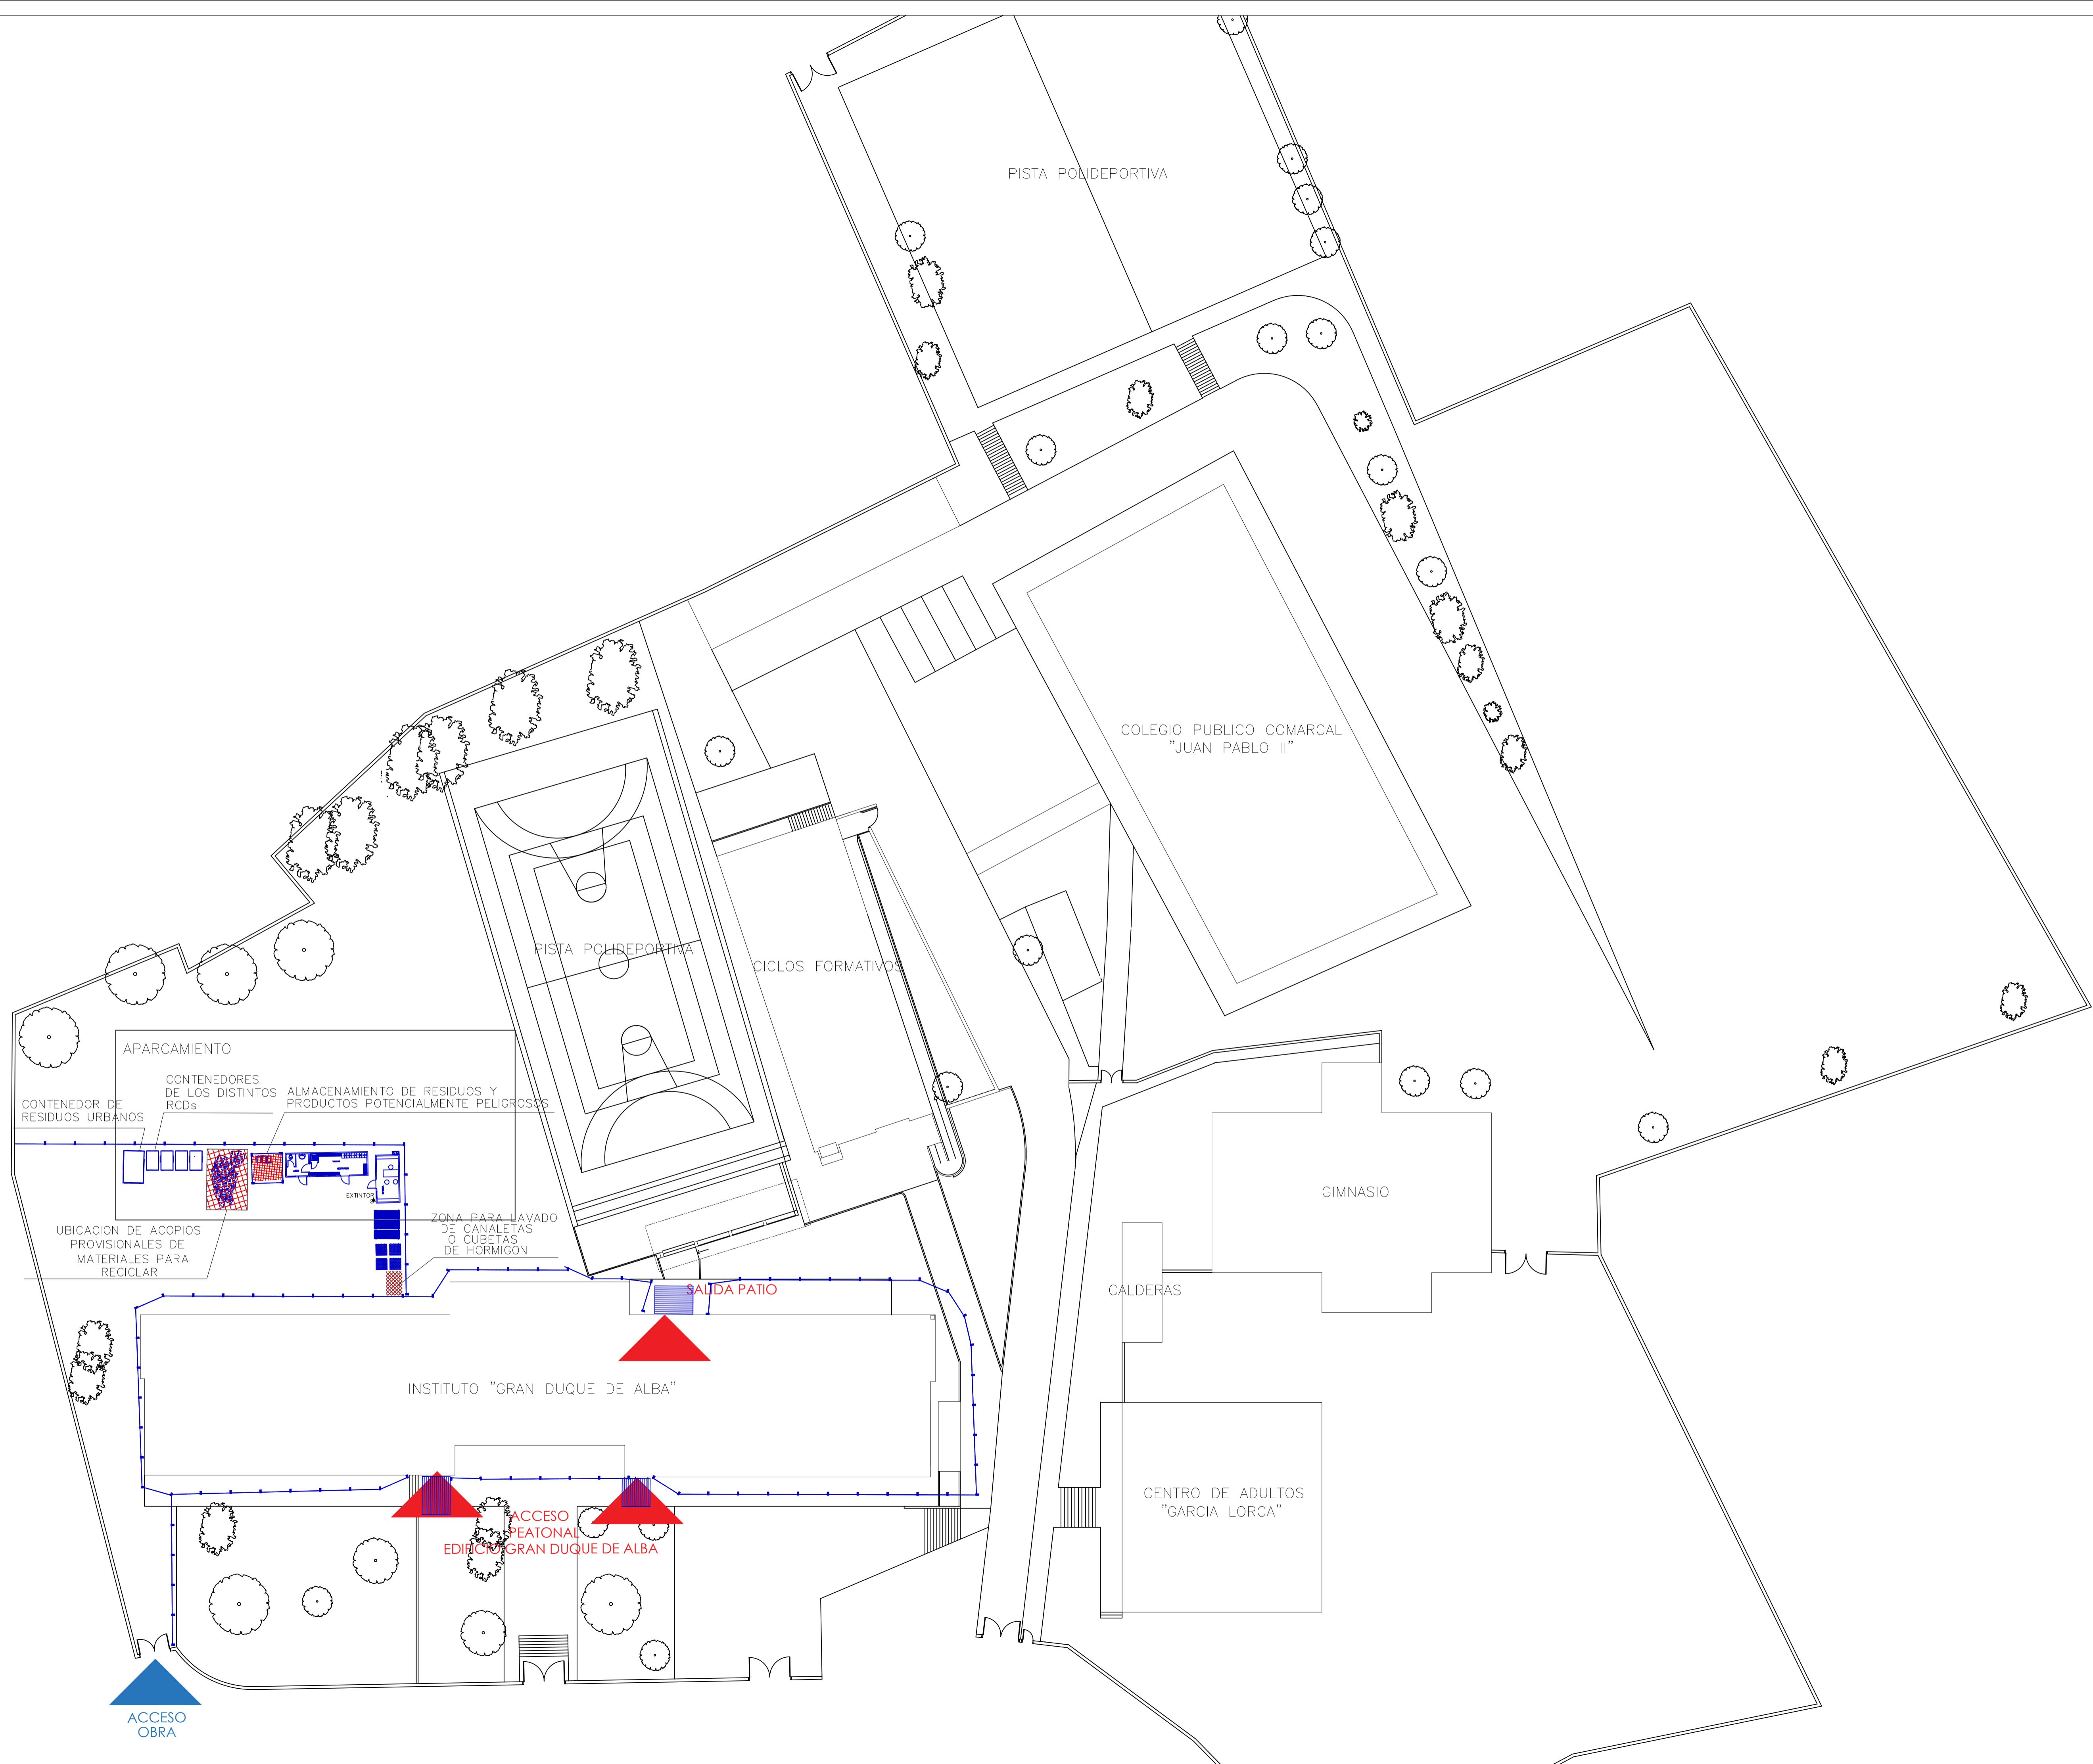 PISTA POLIDEPORTIVA
COLEGIO PUBLICO COMARCAL
"JUAN PABLO II"
PISTA POLIDEPORTIVA
CICLOS FORMATIVOS
APARCAMIENTO
CONTENEDORES
DE LOS DISTINTOS
RCDs
ALMACENAMIENTO DE RESIDUOS Y
PRODUCTOS POTENCIALMENTE PELIGROSOS
CONTENEDOR DE
RESIDUOS URBANOS
EXTINTOR
UBICACION DE ACOPIOS
PROVISIONALES DE
MATERIALES PARA
RECICLAR
ZONA PARA LAVADO
DE CANALETAS
O CUBETAS
DE HORMIGON
GIMNASIO
SALIDA PATIO
CALDERAS
INSTITUTO "GRAN DUQUE DE ALBA"
CENTRO DE ADULTOS
"GARCIA LORCA"
ACCESO
PEATONAL
EDIFICIO GRAN DUQUE DE ALBA
ACCESO
OBRA